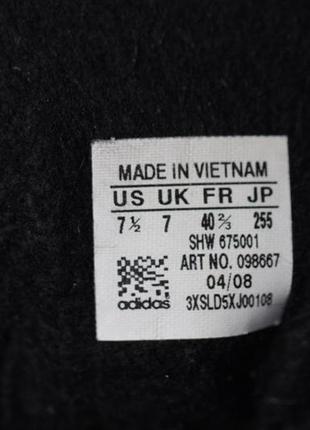 MADE IN VIETNAM
US UK FR JP
7½ 7 40⅔ 255
SHW 675001
ART NO. 098667
04/08
adidas 3XSLD5XJ00108